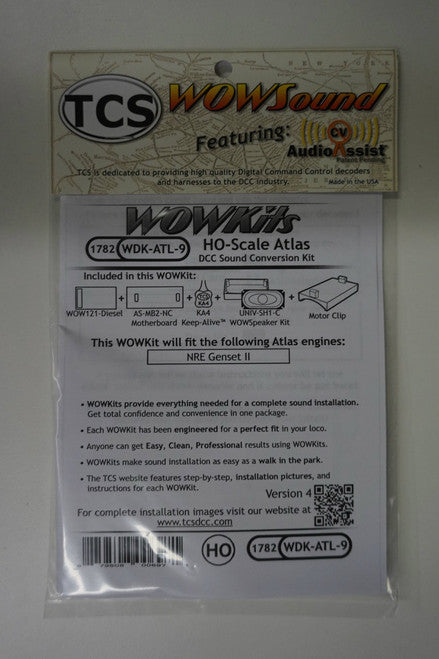 TCS
WOWSound
Featuring:
CV
AudioAssist
Patent Pending
TCS is dedicated to providing high quality Digital Command Control decoders
and harnesses to the DCC industry.
Made in the USA
WOWKits
1782 WDK-ATL-9
HO-Scale Atlas
DCC Sound Conversion Kit
Included in this WOWKit:
TCS
KA4
WOW121-Diesel
AS-MB2-NC
Motherboard
KA4
Keep-Alive™
UNIV-SH1-C
WOWSpeaker Kit
Motor Clip
This WOWKit will fit the following Atlas engines:
NRE Genset II
• WOWKits provide everything needed for a complete sound installation.
Get total confidence and convenience in one package.
• Each WOWKit has been engineered for a perfect fit in your loco.
• Anyone can get Easy, Clean, Professional results using WOWKits.
• WOWKits make sound installation as easy as a walk in the park.
• The TCS website features step-by-step, installation pictures, and
instructions for each WOWKit.
Version 4
For complete installation images visit our website at
www.tcsdcc.com
HO
1782 WDK-ATL-9